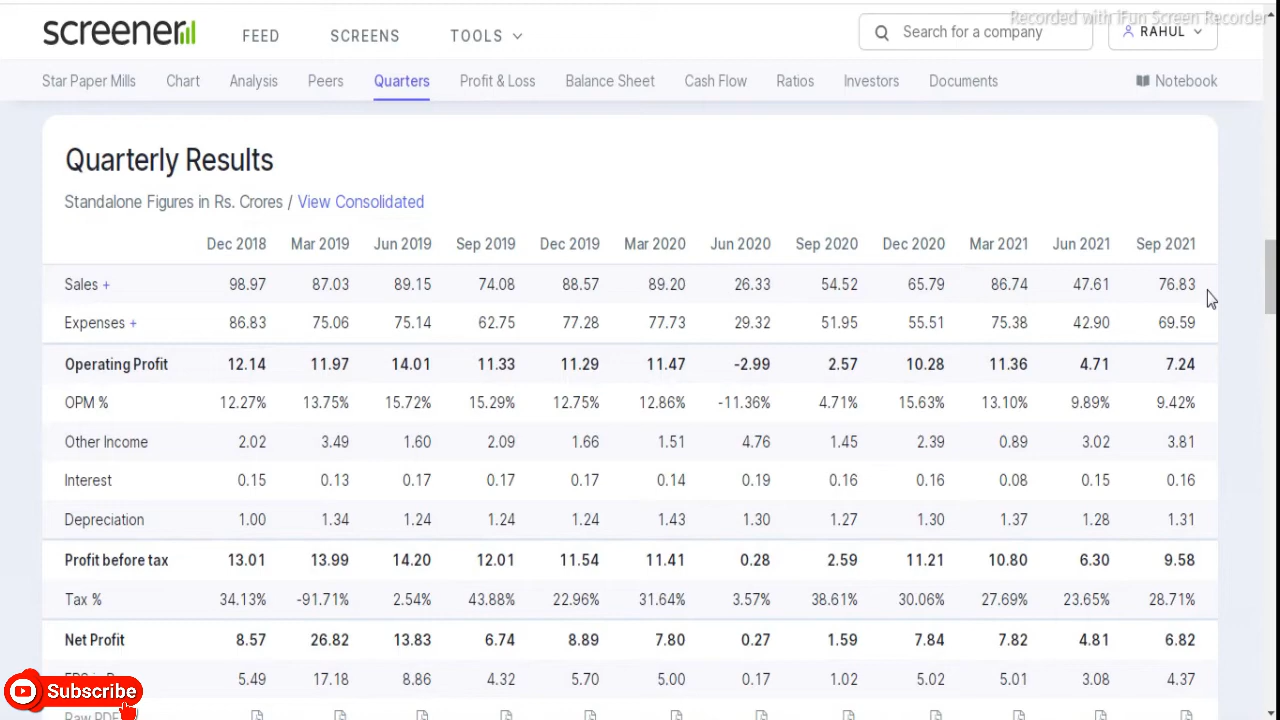 Recorded with iFun Screen Recorder
screener FEED SCREENS TOOLS Search for a company RAHUL
Star Paper Mills Chart Analysis Peers Quarters Profit & Loss Balance Sheet Cash Flow Ratios Investors Documents Notebook
Quarterly Results
Standalone Figures in Rs. Crores / View Consolidated
Dec 2018 Mar 2019 Jun 2019 Sep 2019 Dec 2019 Mar 2020 Jun 2020 Sep 2020 Dec 2020 Mar 2021 Jun 2021 Sep 2021
Sales + 98.97 87.03 89.15 74.08 88.57 89.20 26.33 54.52 65.79 86.74 47.61 76.83
Expenses + 86.83 75.06 75.14 62.75 77.28 77.73 29.32 51.95 55.51 75.38 42.90 69.59
Operating Profit 12.14 11.97 14.01 11.33 11.29 11.47 -2.99 2.57 10.28 11.36 4.71 7.24
OPM % 12.27% 13.75% 15.72% 15.29% 12.75% 12.86% -11.36% 4.71% 15.63% 13.10% 9.89% 9.42%
Other Income 2.02 3.49 1.60 2.09 1.66 1.51 4.76 1.45 2.39 0.89 3.02 3.81
Interest 0.15 0.13 0.17 0.17 0.17 0.14 0.19 0.16 0.16 0.08 0.15 0.16
Depreciation 1.00 1.34 1.24 1.24 1.24 1.43 1.30 1.27 1.30 1.37 1.28 1.31
Profit before tax 13.01 13.99 14.20 12.01 11.54 11.41 0.28 2.59 11.21 10.80 6.30 9.58
Tax % 34.13% -91.71% 2.54% 43.88% 22.96% 31.64% 3.57% 38.61% 30.06% 27.69% 23.65% 28.71%
Net Profit 8.57 26.82 13.83 6.74 8.89 7.80 0.27 1.59 7.84 7.82 4.81 6.82
5.49 17.18 8.86 4.32 5.70 5.00 0.17 1.02 5.02 5.01 3.08 4.37
Subscribe
Raw PDF